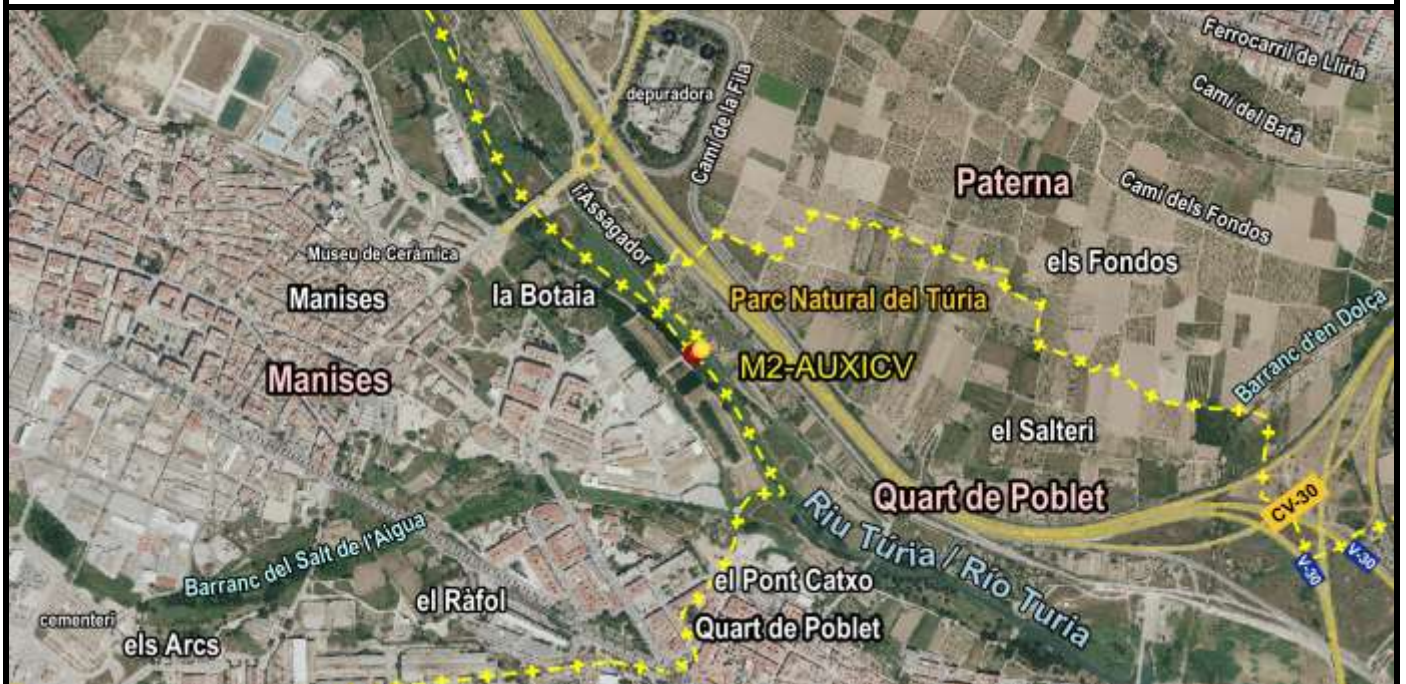 Ferrocarril de Llíria
depuradora
Camí de la Fila
Camí del Batà
Paterna
Camí dels Fondos
l'Assagador
Museu de Ceràmica
els Fondos
Manises
la Botaia
Parc Natural del Túria
Barranc d'en Dolça
M2-AUXICV
Manises
el Salteri
Quart de Poblet
CV-30
Riu Túria / Río Turia
Barranc del Salt de l'Aigua
V-30
V-30
el Pont Catxo
el Ràfol
cementeri
Quart de Poblet
els Arcs